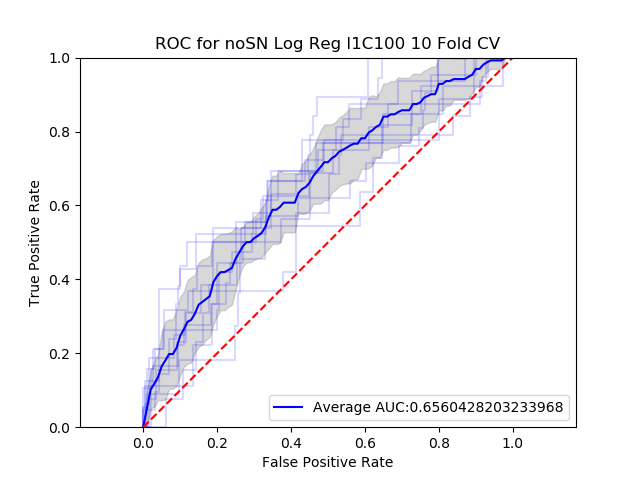 ROC for noSN Log Reg l1C100 10 Fold CV
True Positive Rate
1.0
0.8
0.6
0.4
0.2
0.0
Average AUC:0.6560428203233968
0.0 0.2 0.4 0.6 0.8 1.0
False Positive Rate